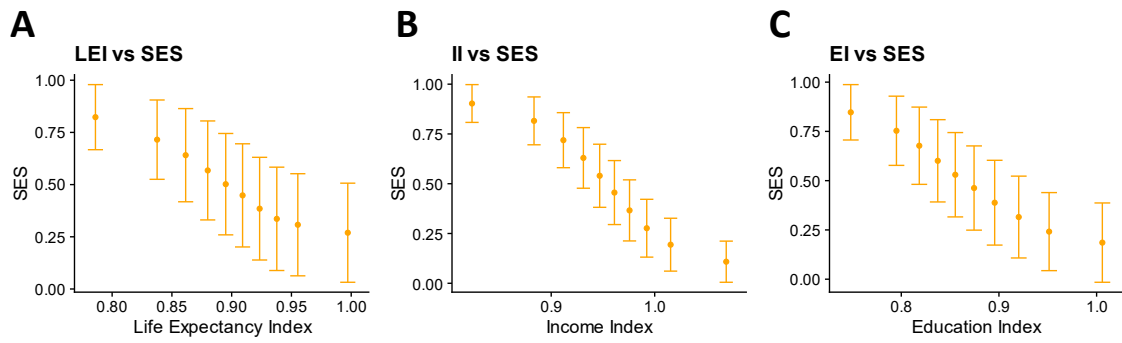 A
LEI vs SES
1.00
0.75
0.50
0.25
0.00
SES
0.80 0.85 0.90 0.95 1.00
Life Expectancy Index
B
II vs SES
1.00
0.75
0.50
0.25
0.00
SES
0.9 1.0
Income Index
C
EI vs SES
1.00
0.75
0.50
0.25
0.00
SES
0.8 0.9 1.0
Education Index